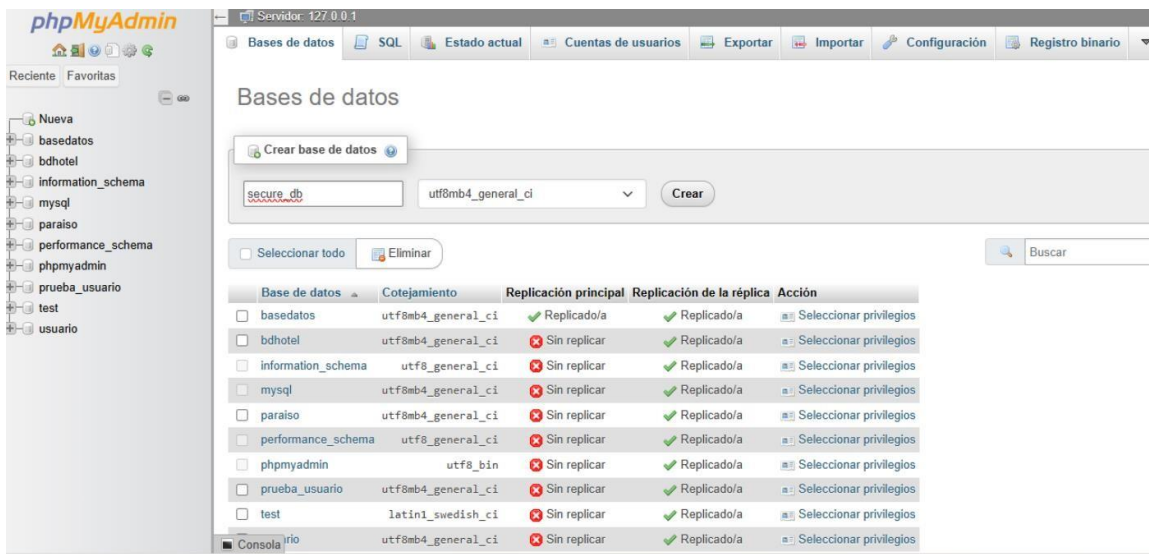 phpMyAdmin
Reciente Favoritas
Nueva
basedatos
bdhotel
information_schema
mysql
paraiso
performance_schema
phpmyadmin
prueba_usuario
test
usuario
Servidor: 127.0.0.1
Bases de datos SQL Estado actual Cuentas de usuarios Exportar Importar Configuración Registro binario
Bases de datos
Crear base de datos
secure_db utf8mb4_general_ci Crear
Seleccionar todo Eliminar Buscar
Base de datos Cotejamiento Replicación principal Replicación de la réplica Acción
basedatos utf8mb4_general_ci Replicado/a Replicado/a Seleccionar privilegios
bdhotel utf8mb4_general_ci Sin replicar Replicado/a Seleccionar privilegios
information_schema utf8_general_ci Sin replicar Replicado/a Seleccionar privilegios
mysql utf8mb4_general_ci Sin replicar Replicado/a Seleccionar privilegios
paraiso utf8mb4_general_ci Sin replicar Replicado/a Seleccionar privilegios
performance_schema utf8_general_ci Sin replicar Replicado/a Seleccionar privilegios
phpmyadmin utf8_bin Sin replicar Replicado/a Seleccionar privilegios
prueba_usuario utf8mb4_general_ci Sin replicar Replicado/a Seleccionar privilegios
test latin1_swedish_ci Sin replicar Replicado/a Seleccionar privilegios
rio utf8mb4_general_ci Sin replicar Replicado/a Seleccionar privilegios
Consola